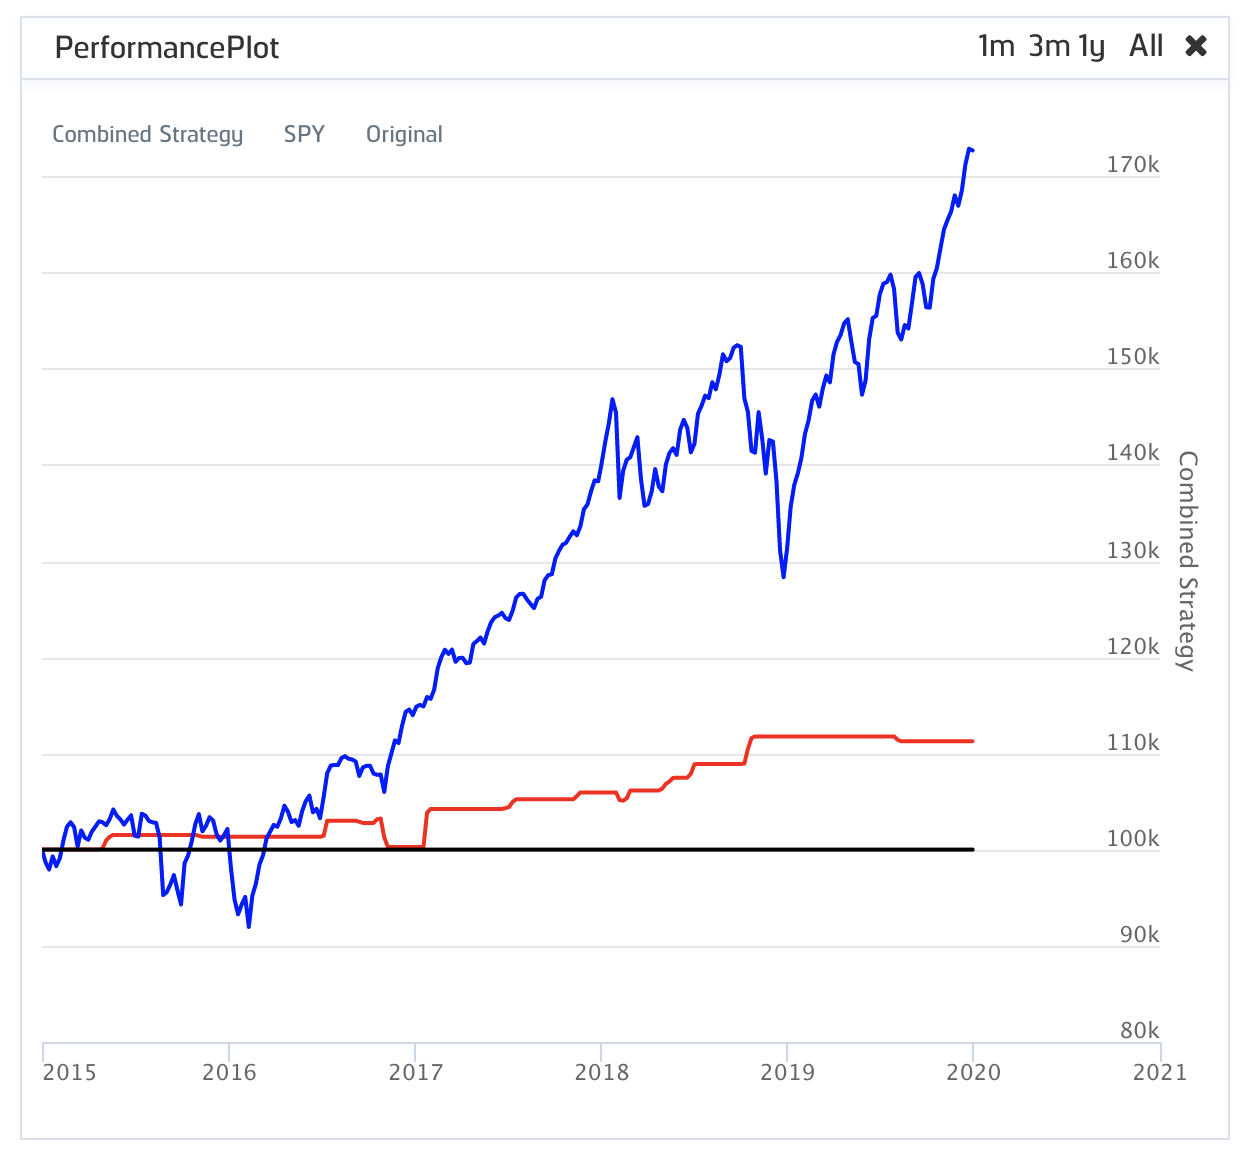 PerformancePlot 1m 3m 1y All ✖
Combined Strategy SPY Original
170k
160k
150k
140k
130k
120k
110k
100k
90k
80k
Combined Strategy
2015 2016 2017 2018 2019 2020 2021